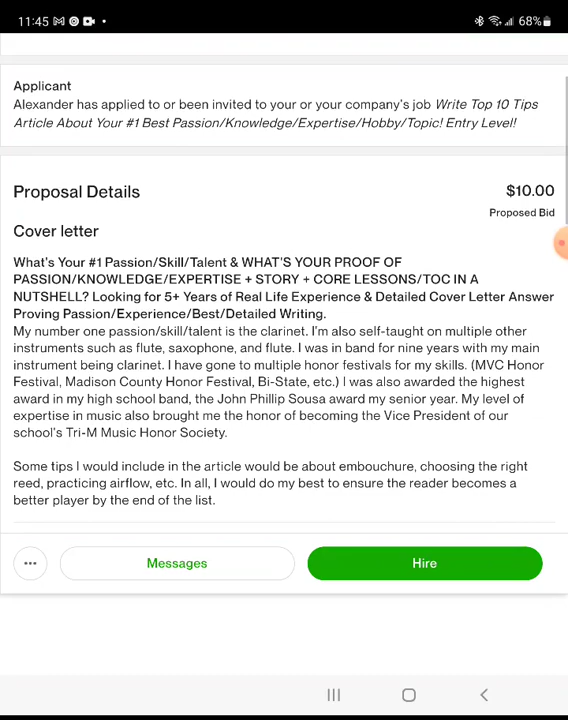 11:45
68%
Applicant
Alexander has applied to or been invited to your or your company's job Write Top 10 Tips
Article About Your #1 Best Passion/Knowledge/Expertise/Hobby/Topic! Entry Level!
Proposal Details
$10.00
Proposed Bid
Cover letter
What's Your #1 Passion/Skill/Talent & WHAT'S YOUR PROOF OF
PASSION/KNOWLEDGE/EXPERTISE + STORY + CORE LESSONS/TOC IN A
NUTSHELL? Looking for 5+ Years of Real Life Experience & Detailed Cover Letter Answer
Proving Passion/Experience/Best/Detailed Writing.
My number one passion/skill/talent is the clarinet. I'm also self-taught on multiple other
instruments such as flute, saxophone, and flute. I was in band for nine years with my main
instrument being clarinet. I have gone to multiple honor festivals for my skills. (MVC Honor
Festival, Madison County Honor Festival, Bi-State, etc.) I was also awarded the highest
award in my high school band, the John Phillip Sousa award my senior year. My level of
expertise in music also brought me the honor of becoming the Vice President of our
school's Tri-M Music Honor Society.
Some tips I would include in the article would be about embouchure, choosing the right
reed, practicing airflow, etc. In all, I would do my best to ensure the reader becomes a
better player by the end of the list.
Messages
Hire